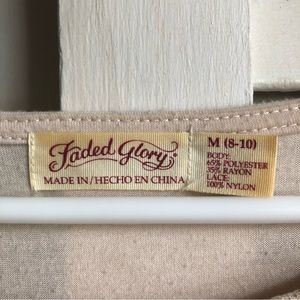 Faded Glory
MADE IN/HECHO EN CHINA
M (8-10)
BODY:
65% POLYESTER
35% RAYON
LACE:
100% NYLON